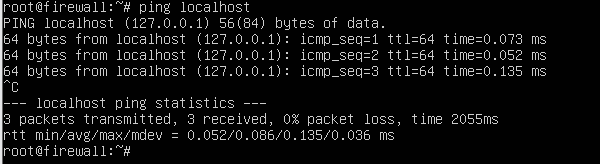 root@firewall:~# ping localhost
PING localhost (127.0.0.1) 56(84) bytes of data.
64 bytes from localhost (127.0.0.1): icmp_seq=1 ttl=64 time=0.073 ms
64 bytes from localhost (127.0.0.1): icmp_seq=2 ttl=64 time=0.052 ms
64 bytes from localhost (127.0.0.1): icmp_seq=3 ttl=64 time=0.135 ms
^C
--- localhost ping statistics ---
3 packets transmitted, 3 received, 0% packet loss, time 2055ms
rtt min/avg/max/mdev = 0.052/0.086/0.135/0.036 ms
root@firewall:~#